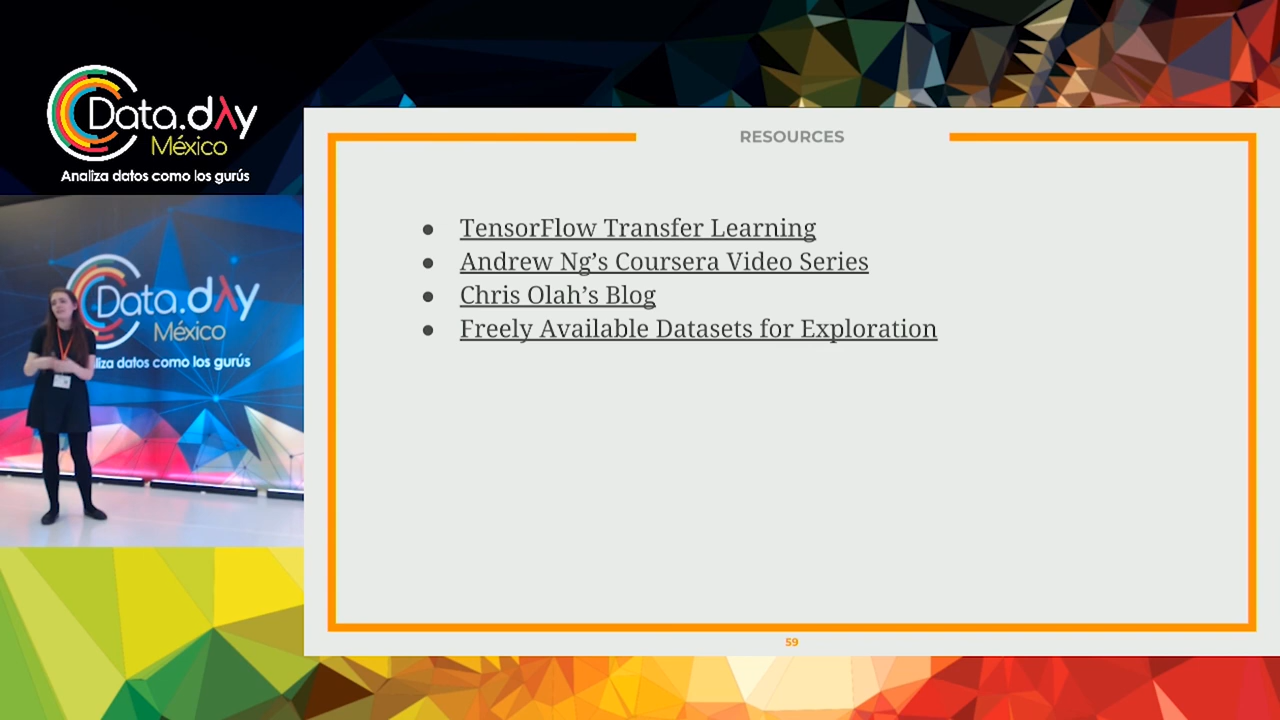 Data.dλy
México
Analiza datos como los gurús
Data.dλy
México
liza datos como los gurús
RESOURCES
● TensorFlow Transfer Learning
● Andrew Ng’s Coursera Video Series
● Chris Olah’s Blog
● Freely Available Datasets for Exploration
59